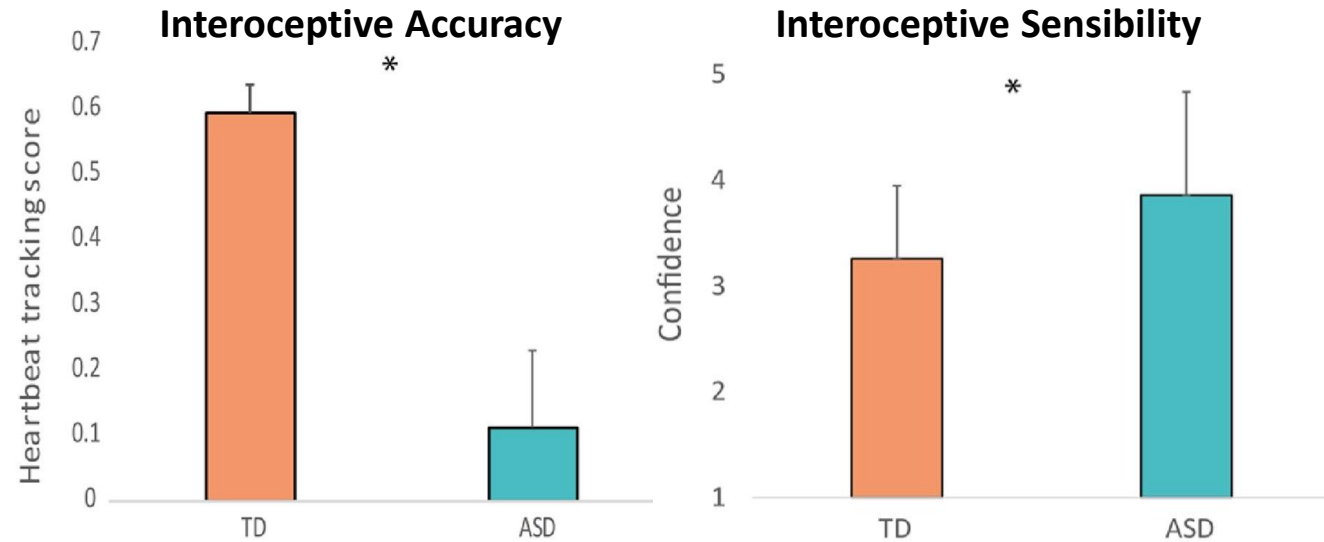 Interoceptive Accuracy
Heartbeat tracking score
0.7
0.6
0.5
0.4
0.3
0.2
0.1
0
*
TD
ASD
Interoceptive Sensibility
Confidence
5
4
3
2
1
*
TD
ASD